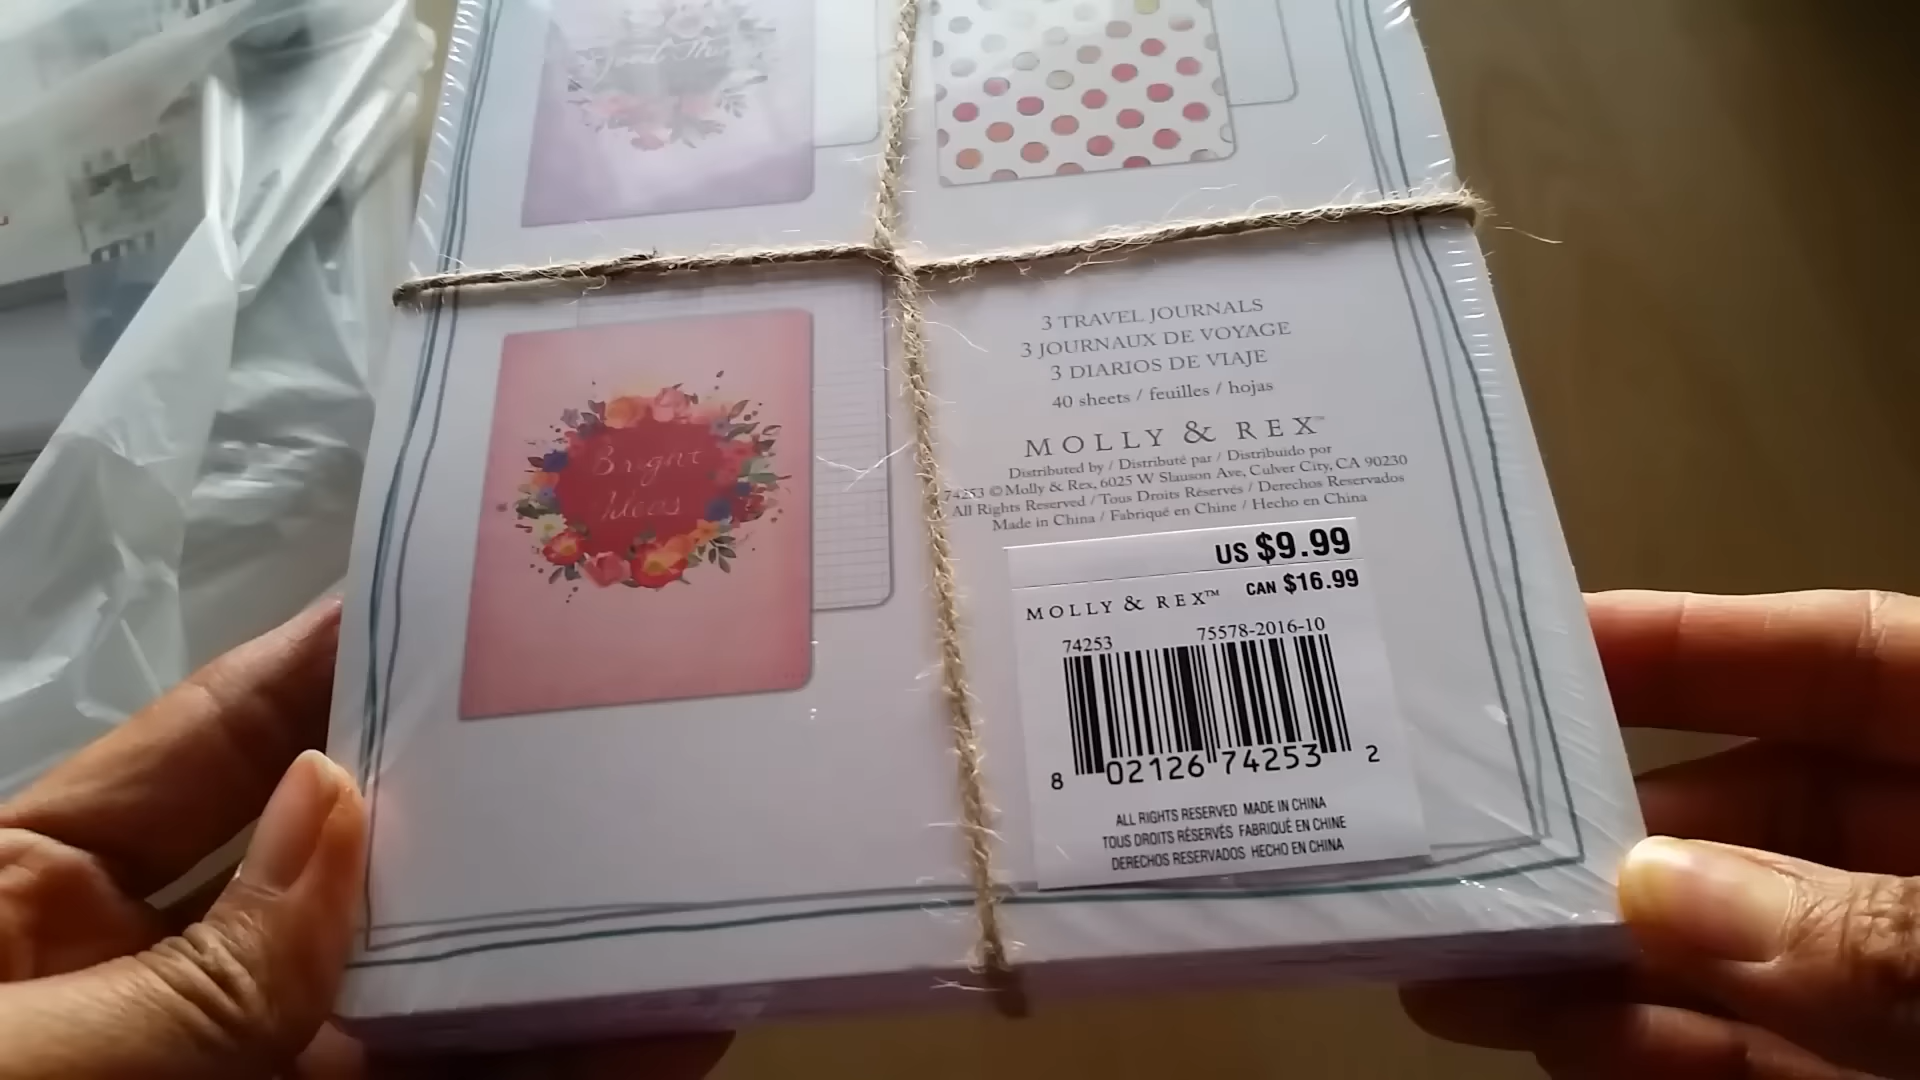 Bright
Ideas
3 TRAVEL JOURNALS
3 JOURNAUX DE VOYAGE
3 DIARIOS DE VIAJE
40 sheets / feuilles / hojas
MOLLY & REX™
Distributed by / Distribué par / Distribuido por
74253 ©Molly & Rex, 6025 W Slauson Ave, Culver City, CA 90230
All Rights Reserved / Tous Droits Réservés / Derechos Reservados
Made in China / Fabriqué en Chine / Hecho en China
US $9.99
CAN $16.99
MOLLY & REX™
74253 75578-2016-10
8 02126 74253 2
ALL RIGHTS RESERVED MADE IN CHINA
TOUS DROITS RÉSERVÉS FABRIQUÉ EN CHINE
DERECHOS RESERVADOS HECHO EN CHINA